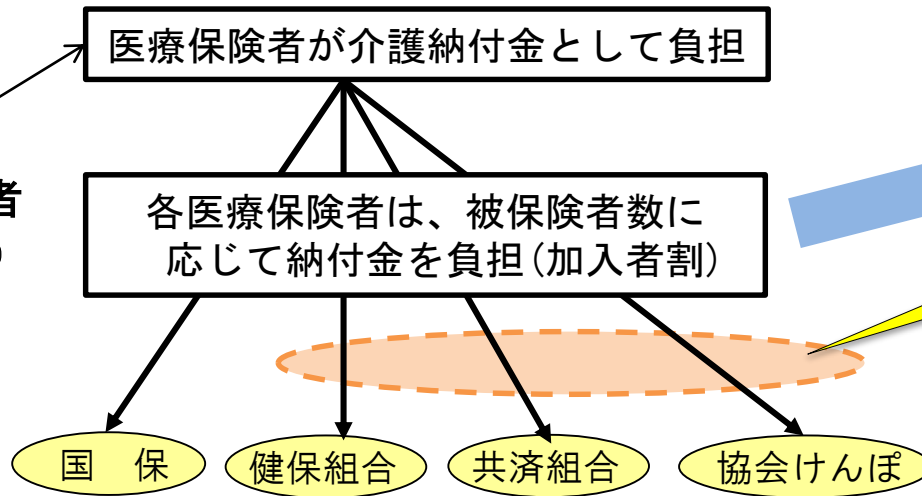 医療保険者が介護納付金として負担
者
)
各医療保険者は、被保険者数に
応じて納付金を負担(加入者割)
国　保
健保組合
共済組合
協会けんぽ